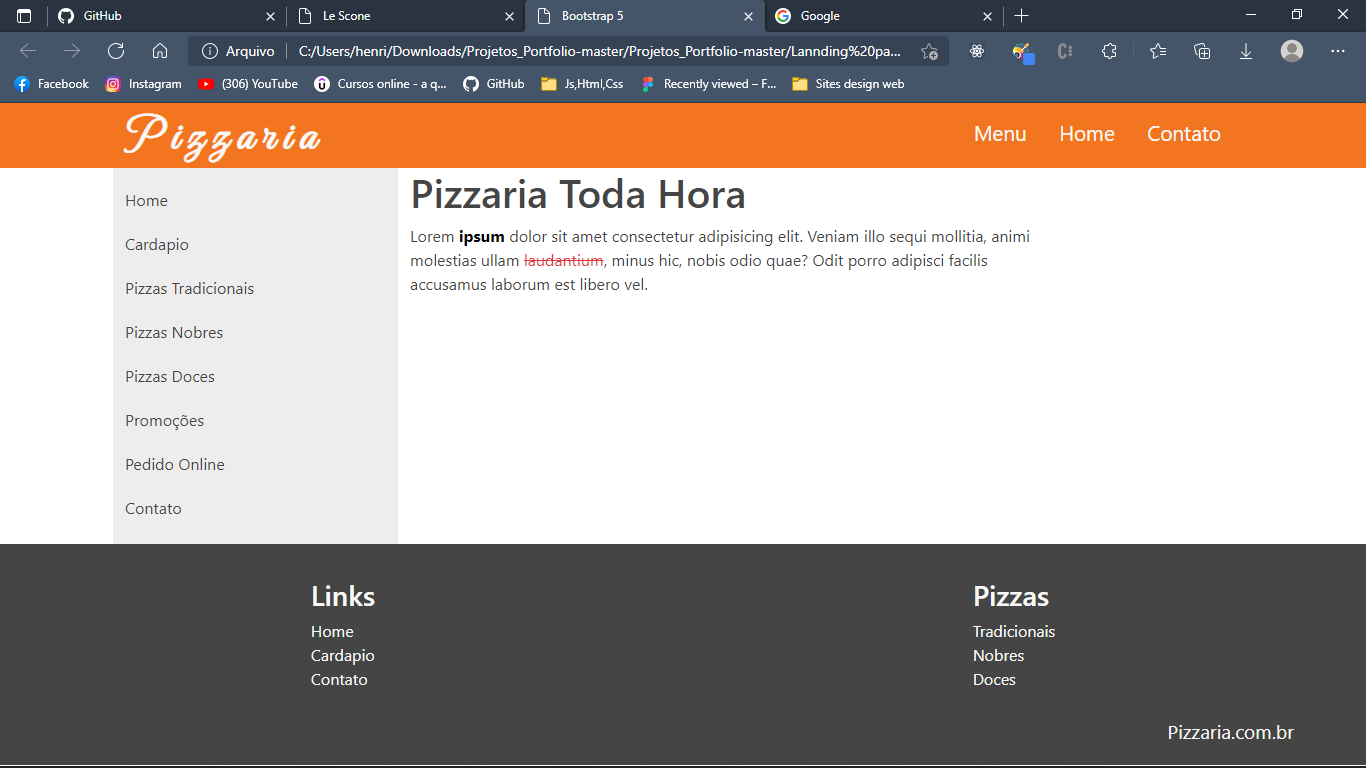 GitHub
Le Scone
Bootstrap 5
Google
Arquivo
C:/Users/henri/Downloads/Projetos_Portfolio-master/Projetos_Portfolio-master/Lannding%20pa...
Facebook
Instagram
(306) YouTube
Cursos online - a q...
GitHub
Js,Html,Css
Recently viewed – F...
Sites design web
Pizzaria
Menu Home Contato
Home
Cardapio
Pizzas Tradicionais
Pizzas Nobres
Pizzas Doces
Promoções
Pedido Online
Contato
Pizzaria Toda Hora
Lorem ipsum dolor sit amet consectetur adipisicing elit. Veniam illo sequi mollitia, animi
molestias ullam laudantium, minus hic, nobis odio quae? Odit porro adipisci facilis
accusamus laborum est libero vel.
Links
Home
Cardapio
Contato
Pizzas
Tradicionais
Nobres
Doces
Pizzaria.com.br